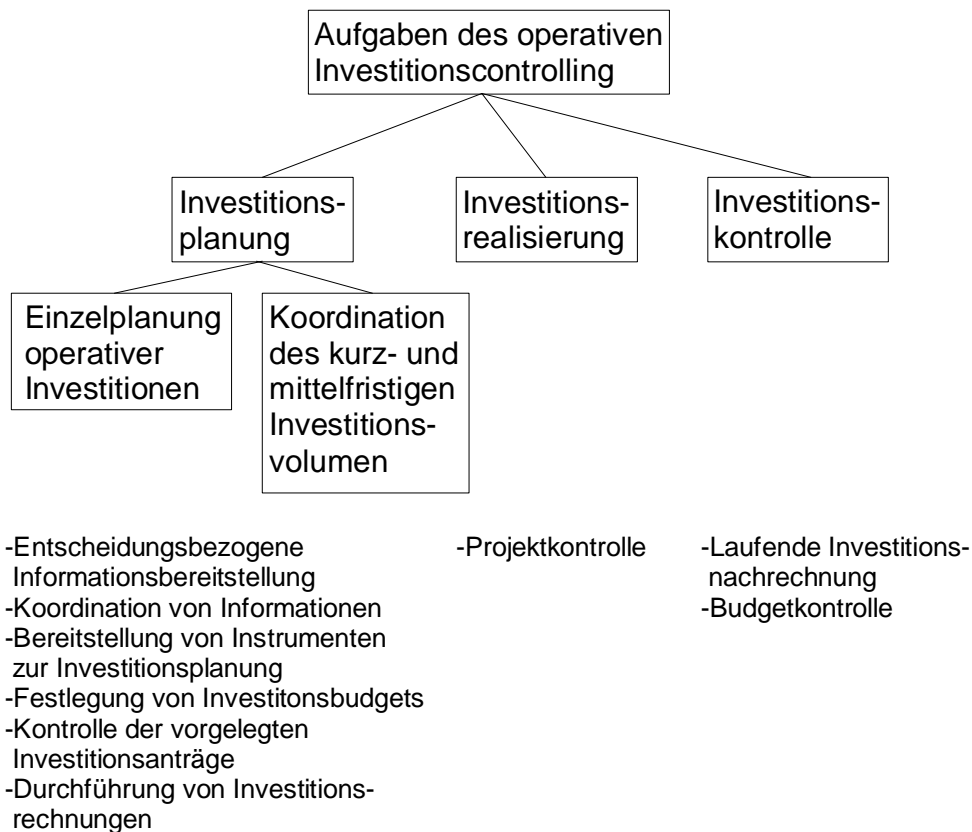 Aufgaben des operativen
Investitionscontrolling
Investitions-
planung
Investitions-
realisierung
Investitions-
kontrolle
Einzelplanung
operativer
Investitionen
Koordination
des kurz- und
mittelfristigen
Investitions-
volumen
-Entscheidungsbezogene
Informationsbereitstellung
-Koordination von Informationen
-Bereitstellung von Instrumenten
zur Investitionsplanung
-Festlegung von Investitonsbudgets
-Kontrolle der vorgelegten
Investitionsanträge
-Durchführung von Investitions-
rechnungen
-Projektkontrolle
-Laufende Investitions-
nachrechnung
-Budgetkontrolle